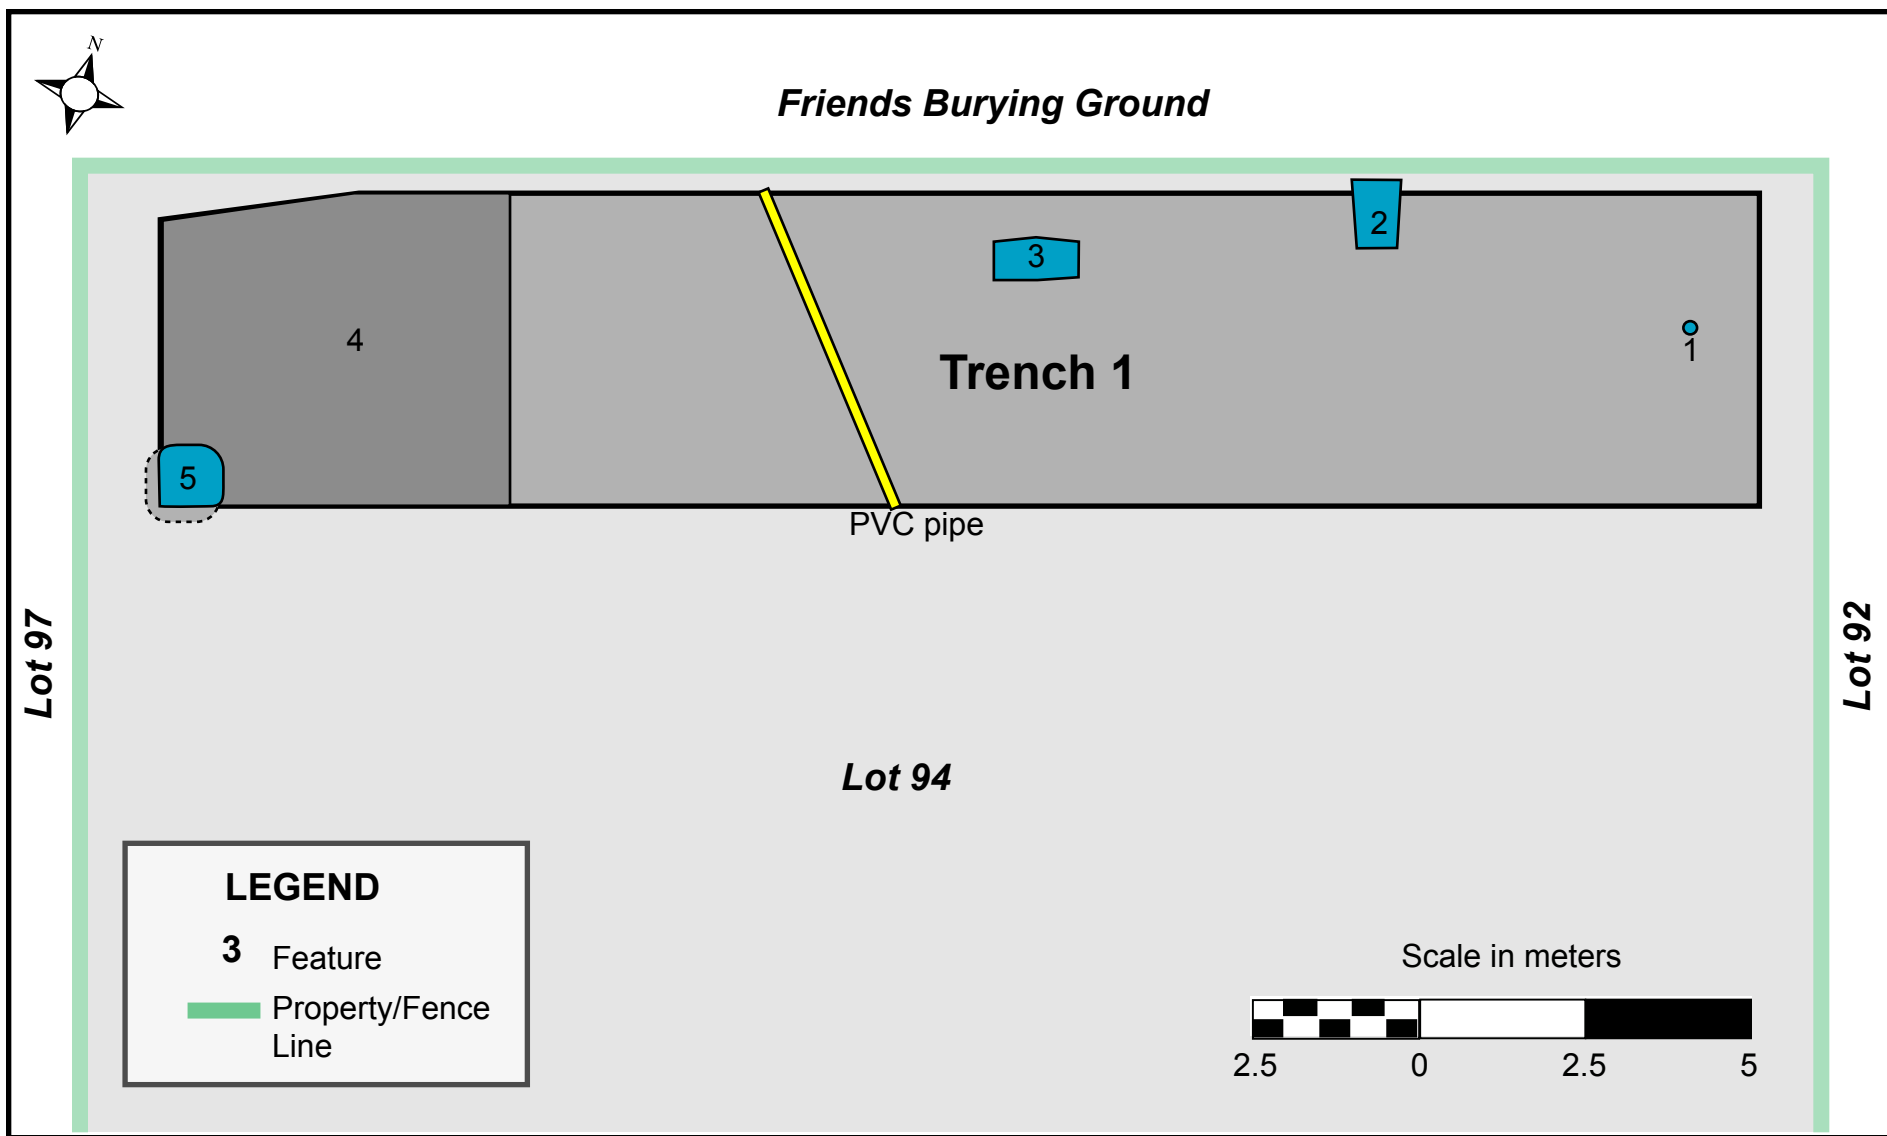 N
Friends Burying Ground
2
3
4
1
Trench 1
5
PVC pipe
Lot 97
Lot 92
Lot 94
LEGEND
3 Feature
Property/Fence
Line
Scale in meters
2.5 0 2.5 5